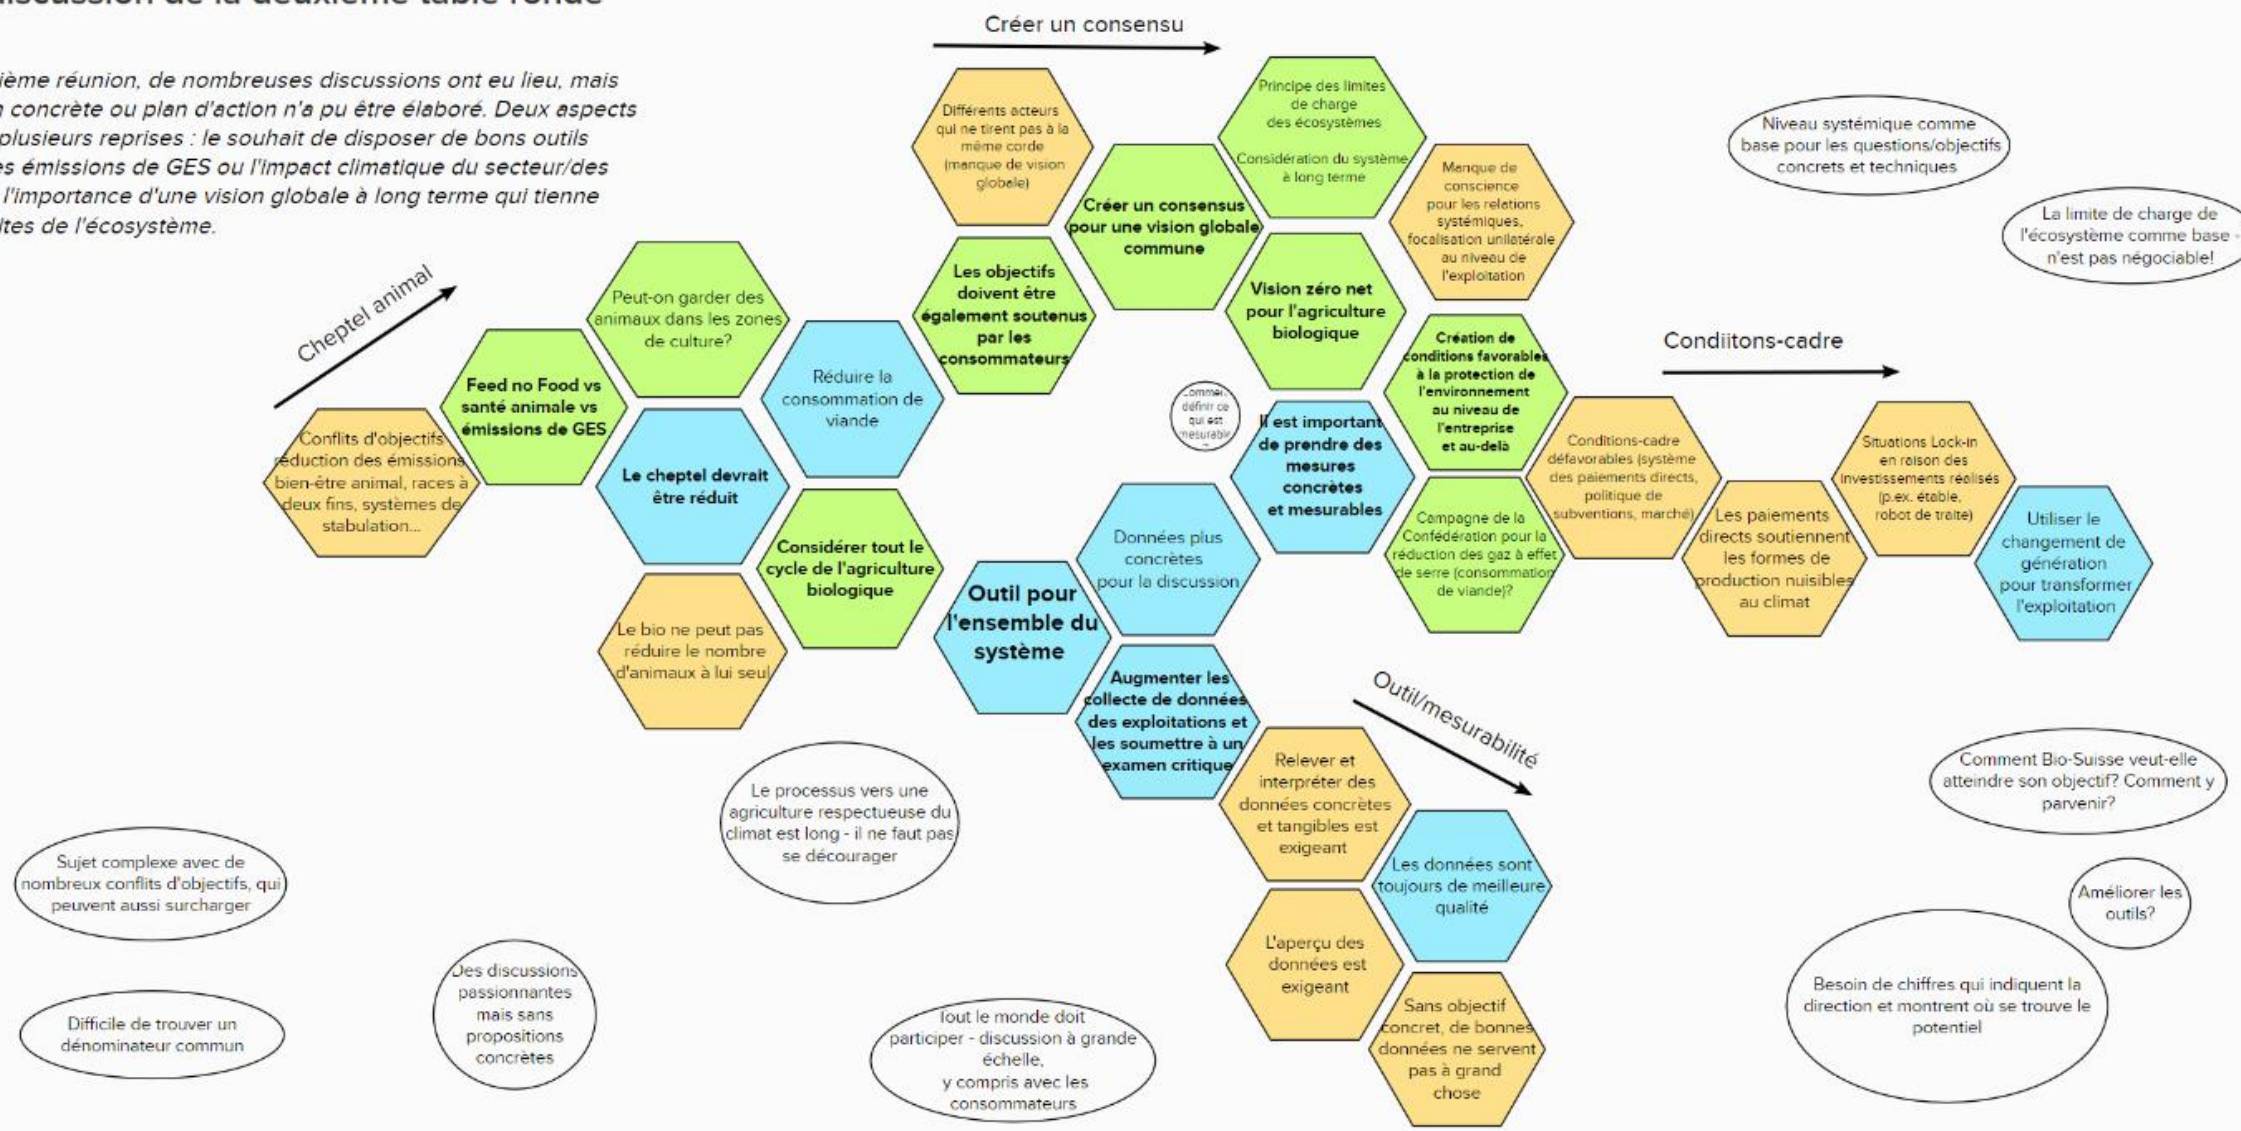 discussion de la deuxième table ronde
ième réunion, de nombreuses discussions ont eu lieu, mais
concrète ou plan d'action n'a pu être élaboré. Deux aspects
plusieurs reprises : le souhait de disposer de bons outils
es émissions de GES ou l'impact climatique du secteur/des
l'importance d'une vision globale à long terme qui tienne
ites de l'écosystème.
Créer un consensu
Cheptel animal
Conflits d'objectifs
réduction des émissions
bien-être animal, races à
deux fins, systèmes de
stabulation...
Feed no Food vs
santé animale vs
émissions de GES
Peut-on garder des
animaux dans les zones
de culture?
Le cheptel devrait
être réduit
Le bio ne peut pas
réduire le nombre
d'animaux à lui seul
Réduire la
consommation de
viande
Considérer tout le
cycle de l'agriculture
biologique
Différents acteurs
qui ne tirent pas à la
même corde
(manque de vision
globale)
Les objectifs
doivent être
également soutenus
par les
consommateurs
Créer un consensus
pour une vision globale
commune
Principe des limites
de charge
des écosystèmes
Considération du système
à long terme
Vision zéro net
pour l'agriculture
biologique
Manque de
conscience
pour les relations
systémiques,
focalisation unilatérale
au niveau de
l'exploitation
Création de
conditions favorables
à la protection de
l'environnement
au niveau de
l'entreprise
et au-delà
définir ce
qui est
Il est important
de prendre des
mesures
concrètes
et mesurables
Campagne de la
Confédération pour la
réduction des gaz à effet
de serre (consommation
de viande)?
Condiitons-cadre
Conditions-cadre
défavorables (système
des paiements directs,
politique de
subventions, marché)
Les paiements
directs soutiennent
les formes de
production nuisibles
au climat
Situations Lock-in
en raison des
investissements réalisés
(p.ex. étable,
robot de traite)
Utiliser le
changement de
génération
pour transformer
l'exploitation
Outil pour
l'ensemble du
système
Données plus
concrètes
pour la discussion
Augmenter les
collecte de données
des exploitations et
les soumettre à un
examen critique
Outil/mesurabilité
Relever et
interpréter des
données concrètes
et tangibles est
exigeant
Les données sont
toujours de meilleure
qualité
L'aperçu des
données est
exigeant
Sans objectif
concret, de bonnes
données ne servent
pas à grand
chose
Niveau systémique comme
base pour les questions/objectifs
concrets et techniques
La limite de charge de
l'écosystème comme base -
n'est pas négociable!
Le processus vers une
agriculture respectueuse du
climat est long - il ne faut pas
se décourager
Sujet complexe avec de
nombreux conflits d'objectifs, qui
peuvent aussi surcharger
Difficile de trouver un
dénominateur commun
Des discussions
passionnantes
mais sans
propositions
concrètes
Tout le monde doit
participer - discussion à grande
échelle,
y compris avec les
consommateurs
Comment Bio-Suisse veut-elle
atteindre son objectif? Comment y
parvenir?
Améliorer les
outils?
Besoin de chiffres qui indiquent la
direction et montrent où se trouve le
potentiel